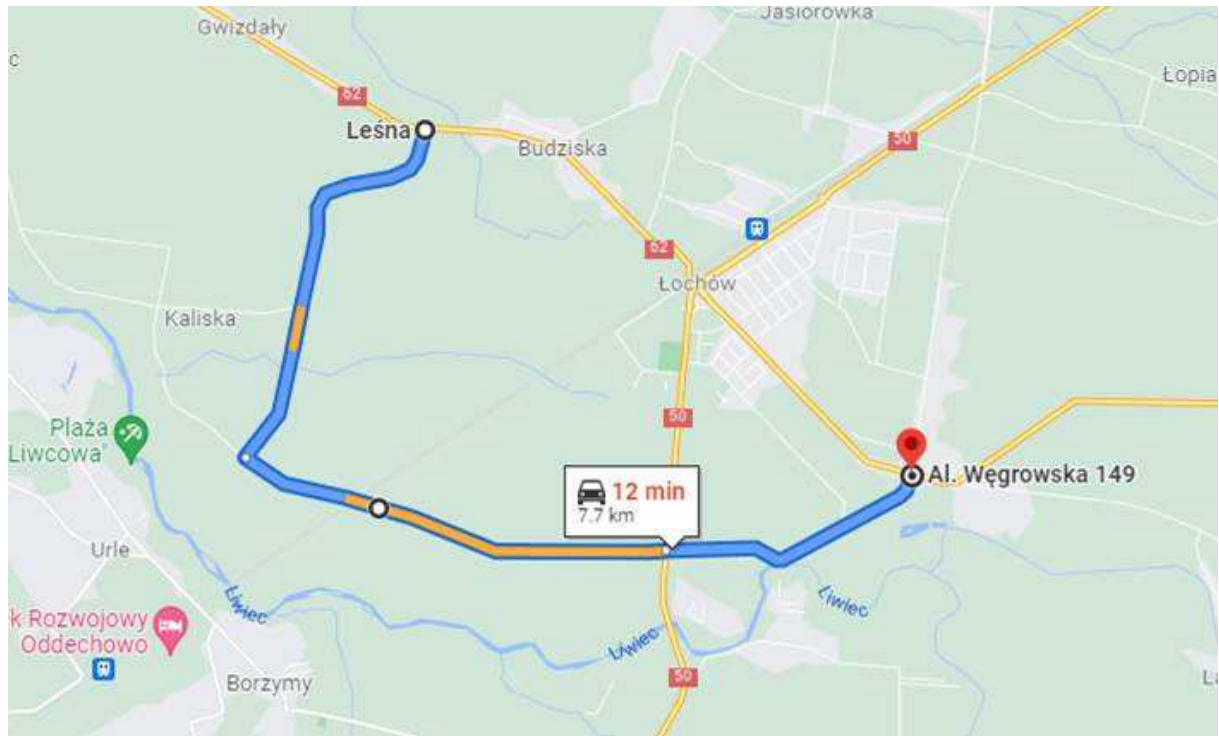 Jasiorówka
Gwizdały
Łopia
62
Leśna
Budziska
50
62
Łochów
Kaliska
50
Plaża
Liwcowa"
12 min
7,7 km
Al. Węgrowska 149
Urle
Liwiec
Liwiec
k Rozwojowy
Oddechowo
Liwiec
50
Borzymy